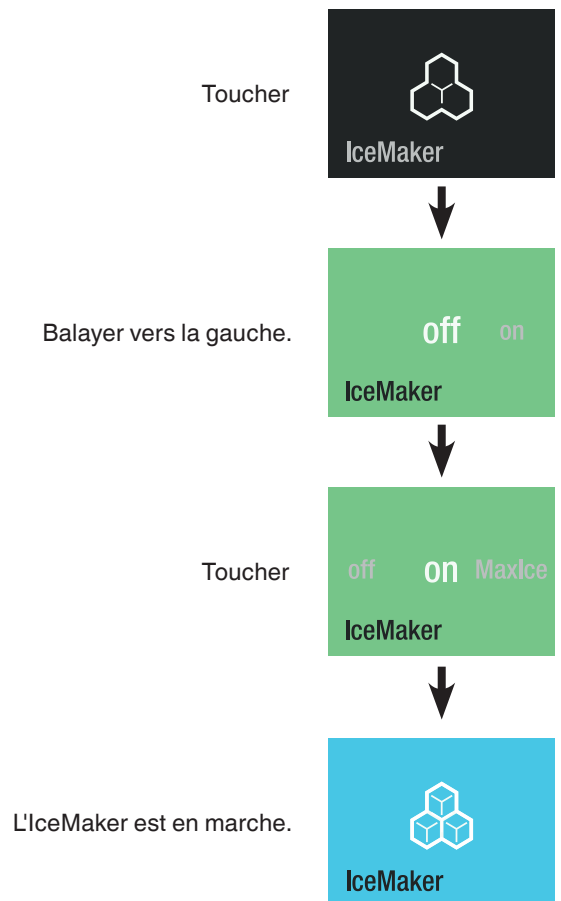 Toucher
IceMaker
Balayer vers la gauche.
off on
IceMaker
Toucher
off on MaxIce
IceMaker
L'IceMaker est en marche.
IceMaker